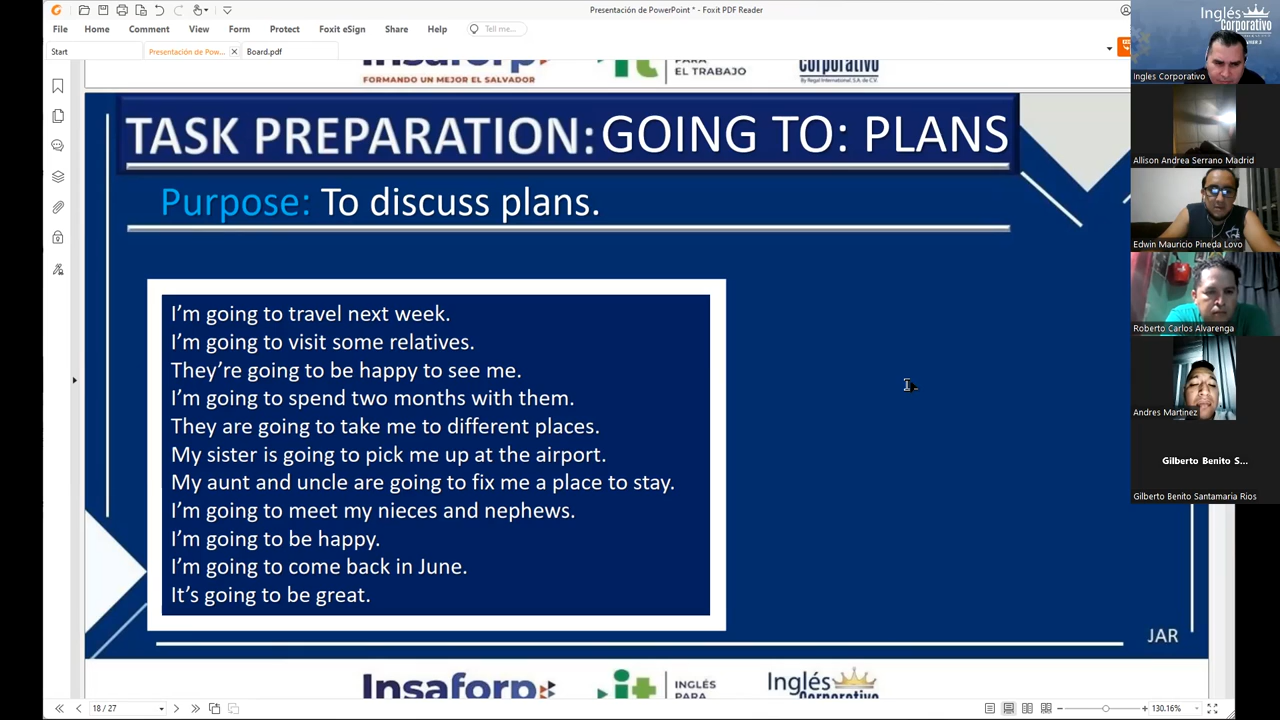 Presentación de PowerPoint * - Foxit PDF Reader
File Home Comment View Form Protect Foxit eSign Share Help Tell me...
Start Presentación de Pow... Board.pdf
Insaforp
FORMANDO UN MEJOR EL SALVADOR
it
PARA
EL TRABAJO
Corporativo
By Regal International, S.A. de C.V.
TASK PREPARATION: GOING TO: PLANS
Purpose: To discuss plans.
I'm going to travel next week.
I'm going to visit some relatives.
They're going to be happy to see me.
I'm going to spend two months with them.
They are going to take me to different places.
My sister is going to pick me up at the airport.
My aunt and uncle are going to fix me a place to stay.
I'm going to meet my nieces and nephews.
I'm going to be happy.
I'm going to come back in June.
It's going to be great.
JAR
Insaforp
it
INGLÉS
PARA
Inglés
Corporativo
18 / 27
130.16%
Inglés
Corporativo
Ingles Corporativo
Allison Andrea Serrano Madrid
Edwin Mauricio Pineda Lovo
Roberto Carlos Alvarenga
Andres Martinez
Gilberto Benito S...
Gilberto Benito Santamaria Rios